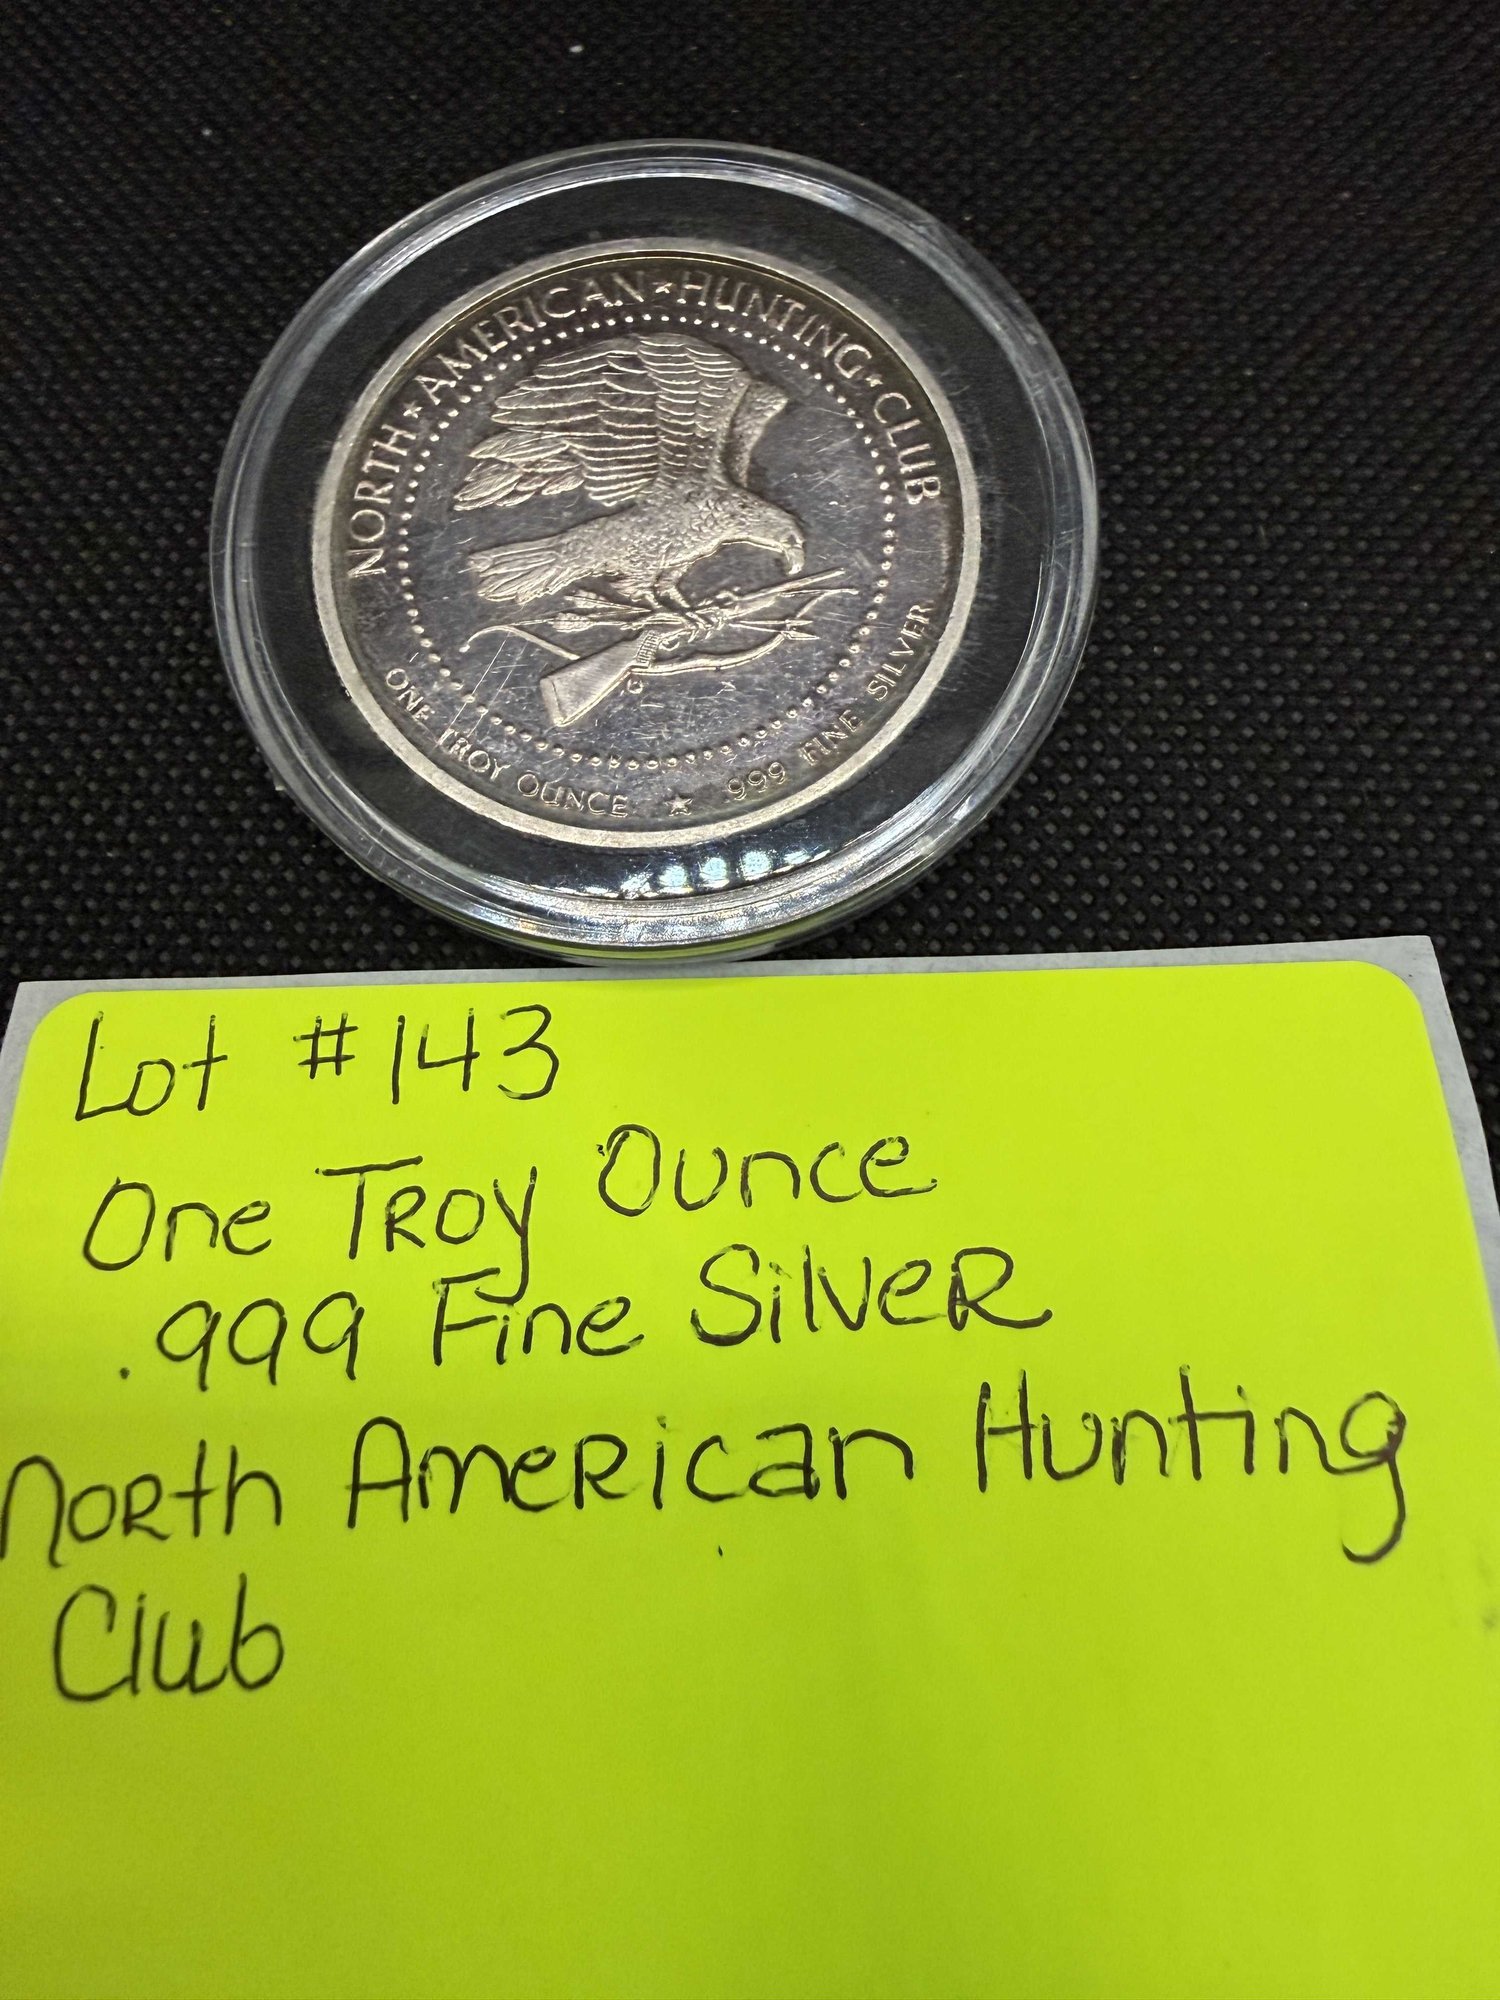 NORTH ★ AMERICAN ★ HUNTING ★ CLUB
ONE TROY OUNCE ★ .999 FINE SILVER
Lot #143
One Troy Ounce
.999 Fine Silver
North American Hunting
Club